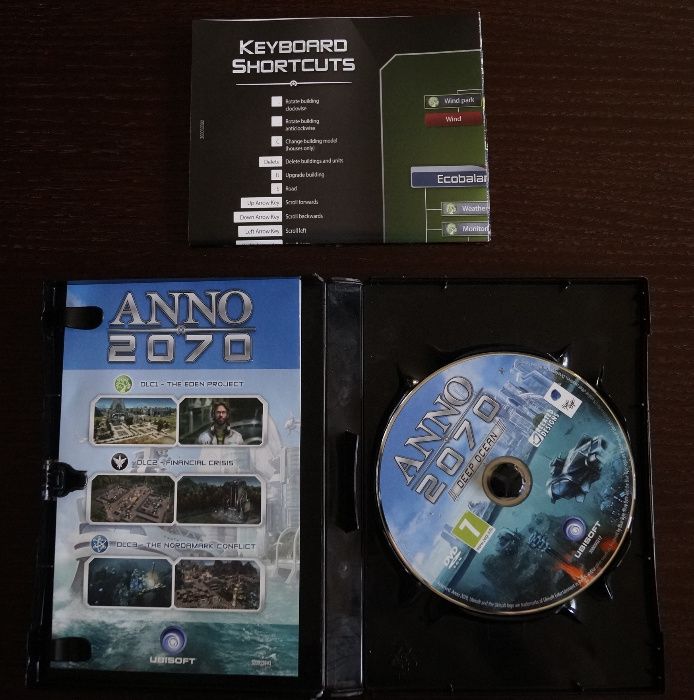 KEYBOARD
SHORTCUTS
Rotate building
clockwise
Rotate building
anticlockwise
C Change building model
(houses only)
Delete Delete buildings and units
Road
Upgrade building
Up Arrow Key Scroll forwards
Down Arrow Key Scroll backwards
Left Arrow Key Scroll left
Wind park
Wind
Ecobalan
Weather
Monitor
ANNO
2070
DLC1 - THE EDEN PROJECT
DLC2 - FINANCIAL CRISIS
DLC3 - THE NORDAMARK CONFLICT
UBISOFT
ANNO
2070
DEEP OCEAN
7
DVD
UBISOFT